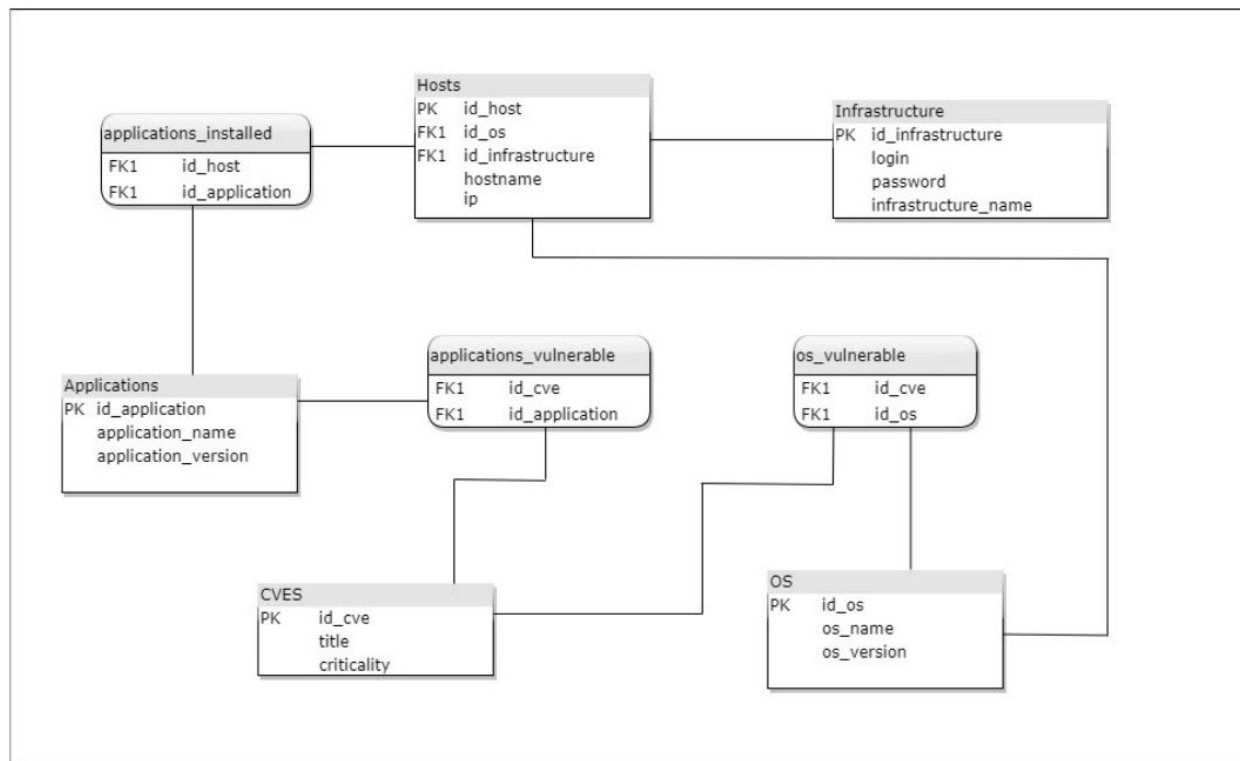 Hosts
PK id_host
FK1 id_os
FK1 id_infrastructure
hostname
ip
Infrastructure
PK id_infrastructure
login
password
infrastructure_name
applications_installed
FK1 id_host
FK1 id_application
Applications
PK id_application
application_name
application_version
applications_vulnerable
FK1 id_cve
FK1 id_application
os_vulnerable
FK1 id_cve
FK1 id_os
CVES
PK id_cve
title
criticality
OS
PK id_os
os_name
os_version